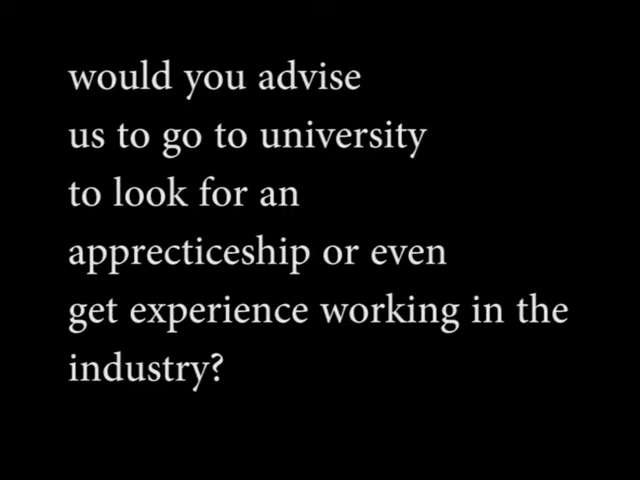 would you advise
us to go to university
to look for an
apprecticeship or even
get experience working in the
industry?